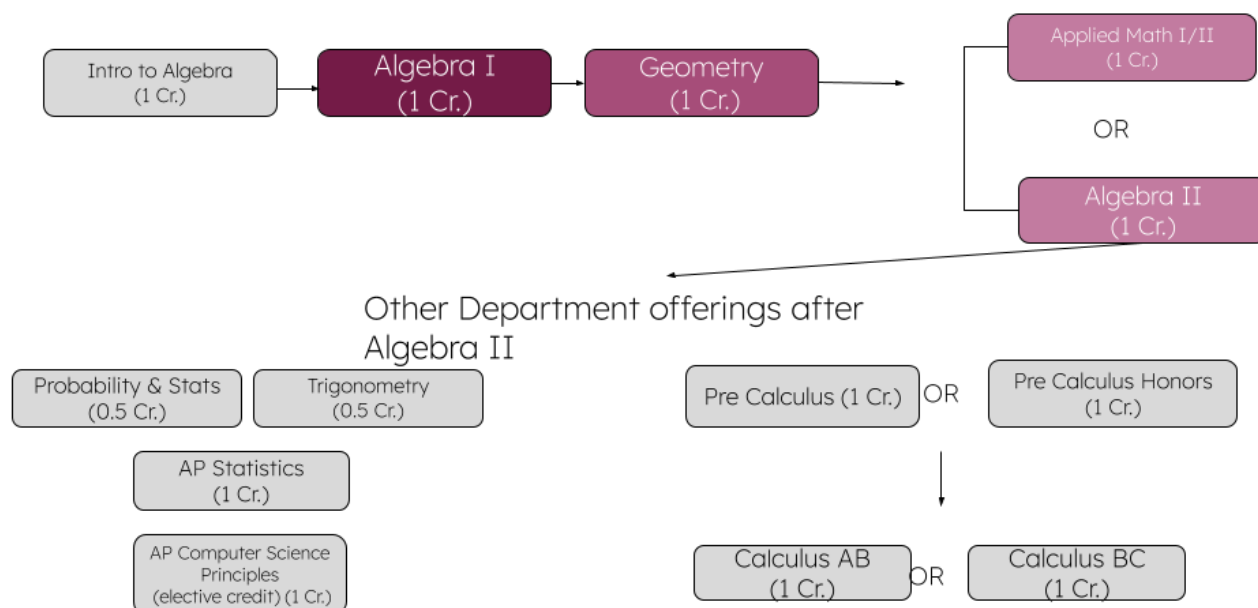 Intro to Algebra
(1 Cr.)
Algebra I
(1 Cr.)
Geometry
(1 Cr.)
Applied Math I/II
(1 Cr.)
OR
Algebra II
(1 Cr.)
Other Department offerings after
Algebra II
Probability & Stats
(0.5 Cr.)
Trigonometry
(0.5 Cr.)
AP Statistics
(1 Cr.)
AP Computer Science
Principles
(elective credit) (1 Cr.)
Pre Calculus (1 Cr.)
OR
Pre Calculus Honors
(1 Cr.)
Calculus AB
(1 Cr.)
OR
Calculus BC
(1 Cr.)